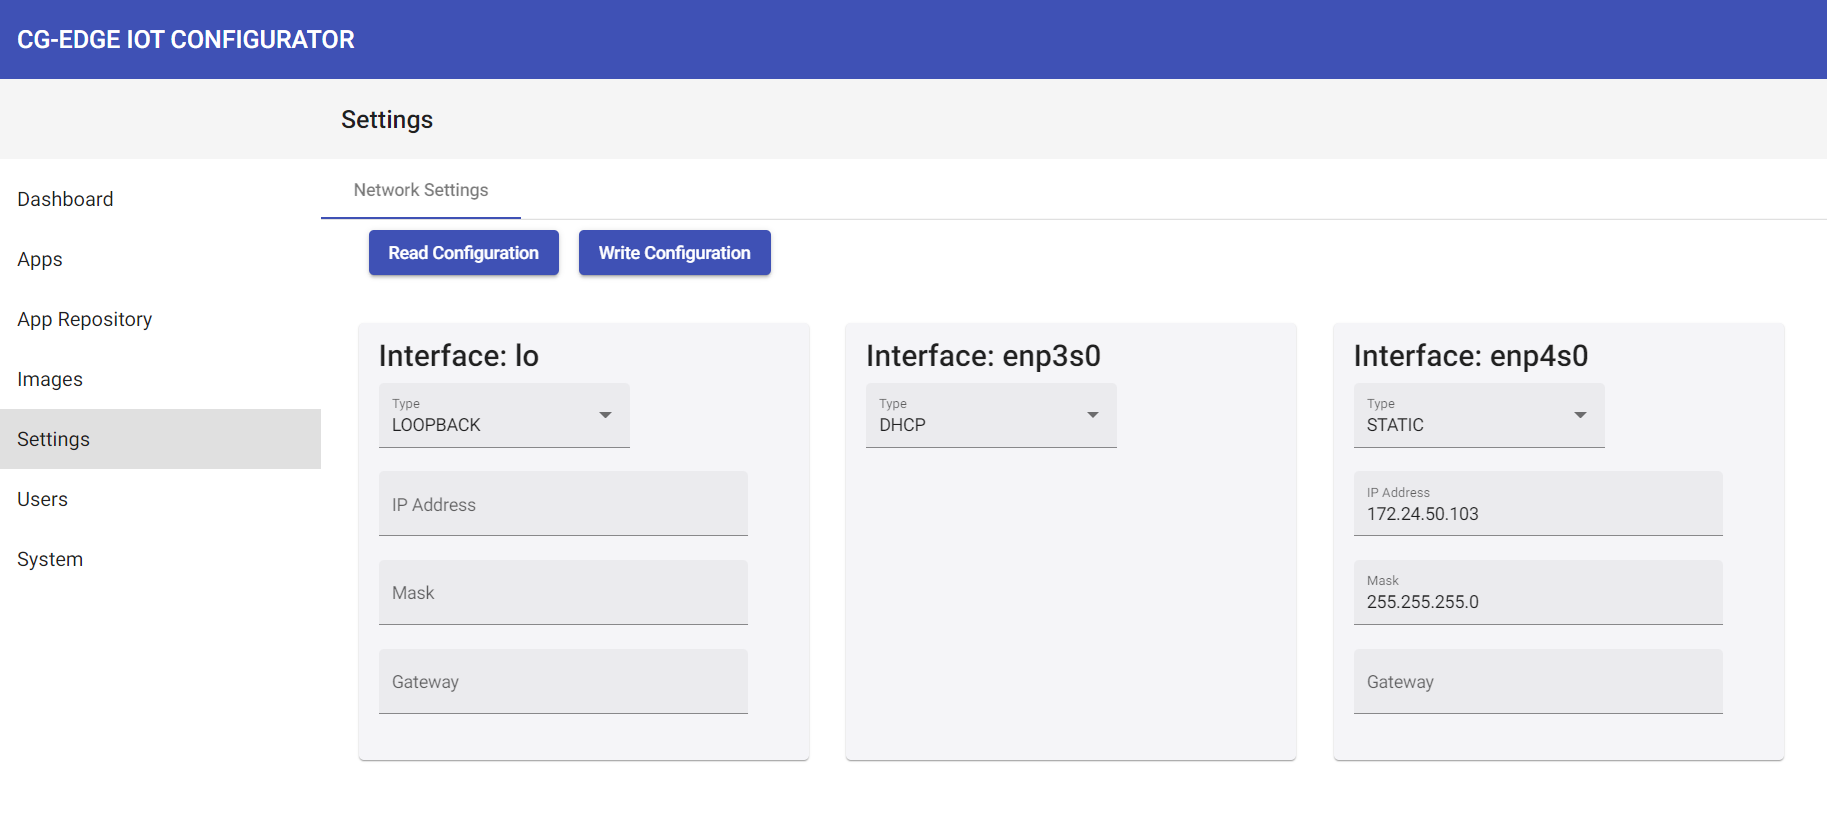 CG-EDGE IOT CONFIGURATOR
Settings
Dashboard
Apps
App Repository
Images
Settings
Users
System
Network Settings
Read Configuration
Write Configuration
Interface: lo
Type
LOOPBACK
IP Address
Mask
Gateway
Interface: enp3s0
Type
DHCP
Interface: enp4s0
Type
STATIC
IP Address
172.24.50.103
Mask
255.255.255.0
Gateway